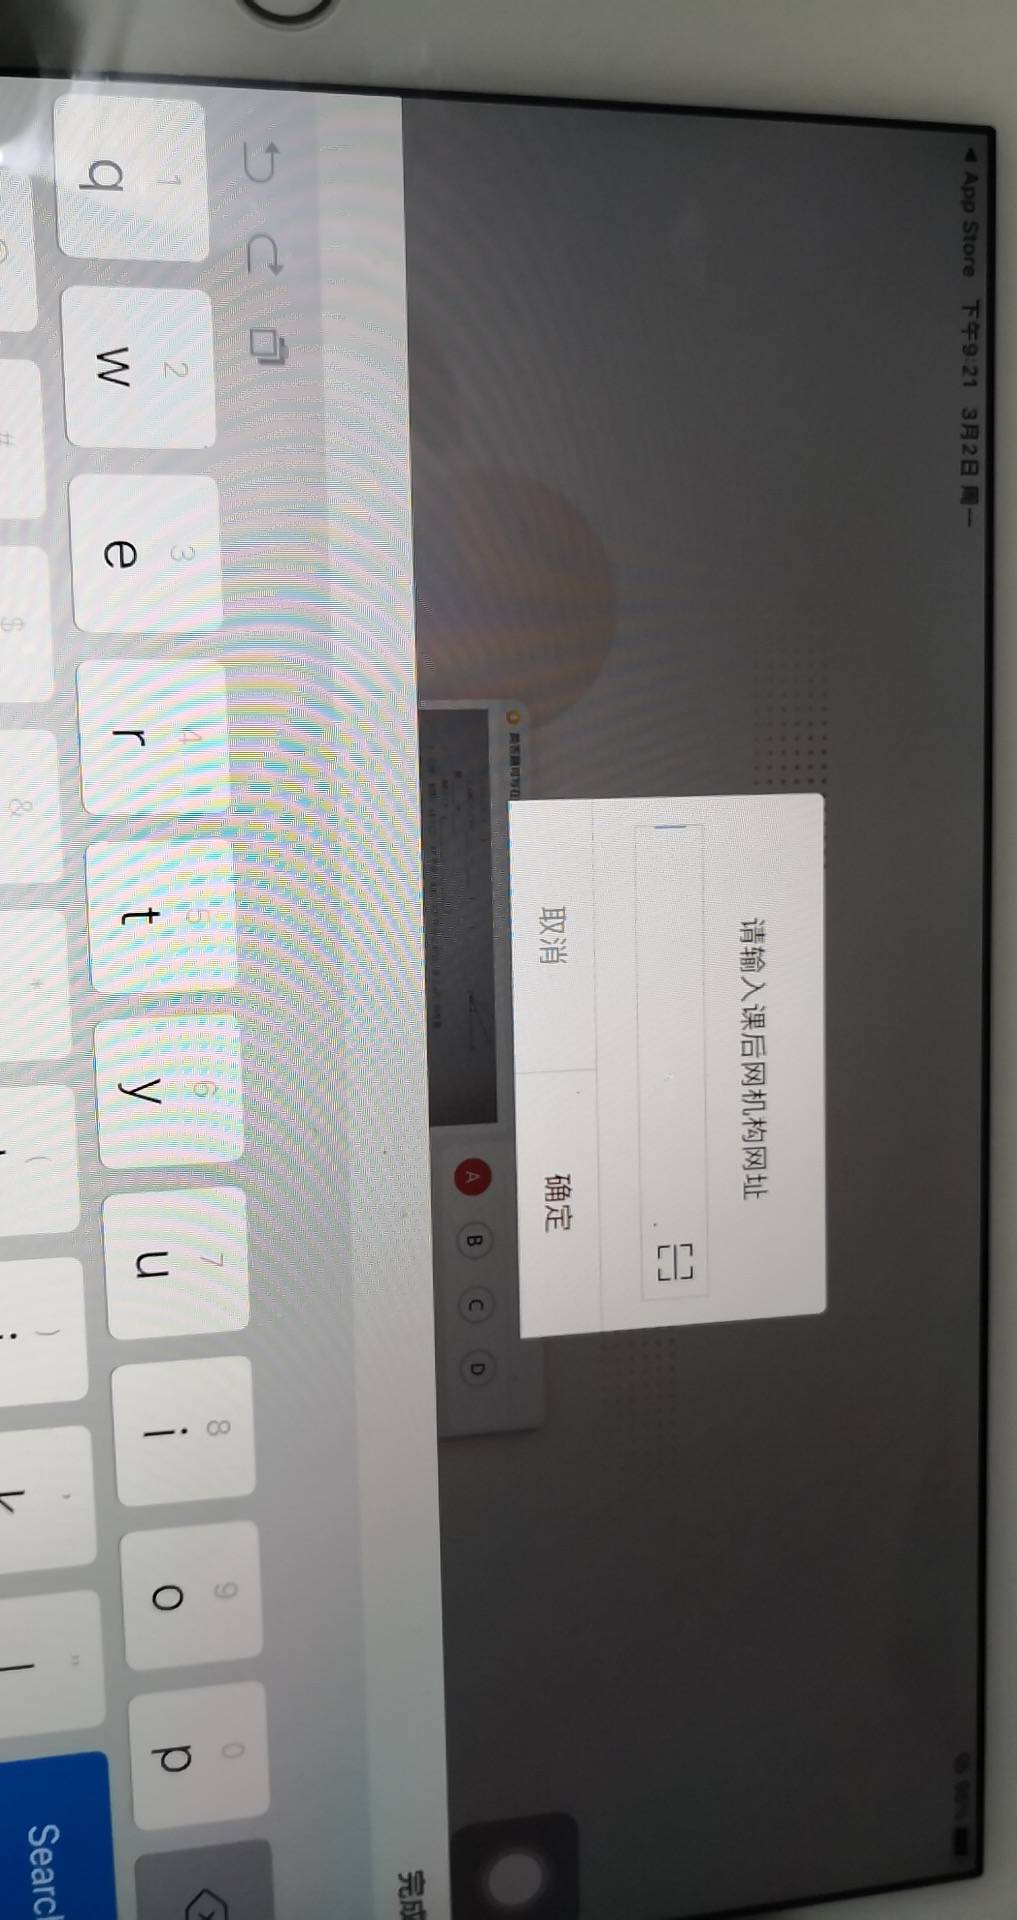 App Store 下午9:21 3月2日 周一
请输入课后网机构网址
取消 确定
A B C D
完成
1 2 3 4 5 6 7 8 9 0
q w e r t y u i o p
# $ & * ( ) ' "
k l
Search